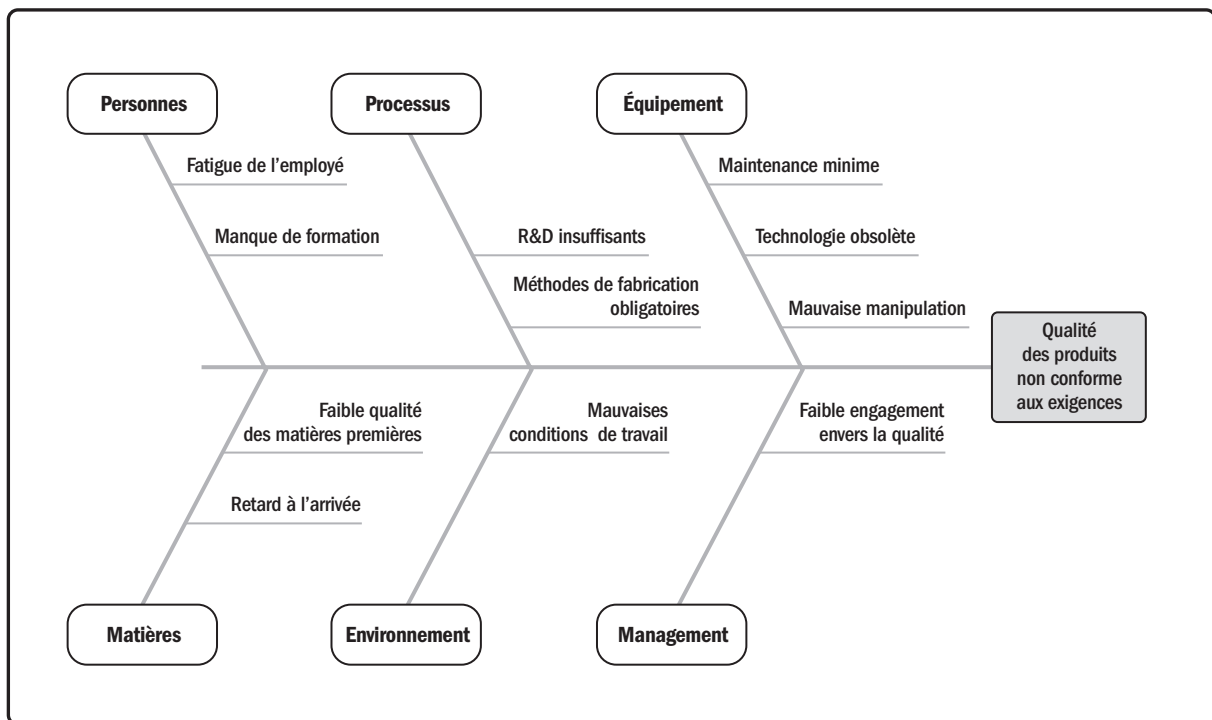 Personnes
Processus
Équipement
Fatigue de l’employé
Maintenance minime
Manque de formation
R&D insuffisants
Technologie obsolète
Méthodes de fabrication
obligatoires
Mauvaise manipulation
Qualité
des produits
non conforme
aux exigences
Faible qualité
des matières premières
Mauvaises
conditions de travail
Faible engagement
envers la qualité
Retard à l’arrivée
Matières
Environnement
Management